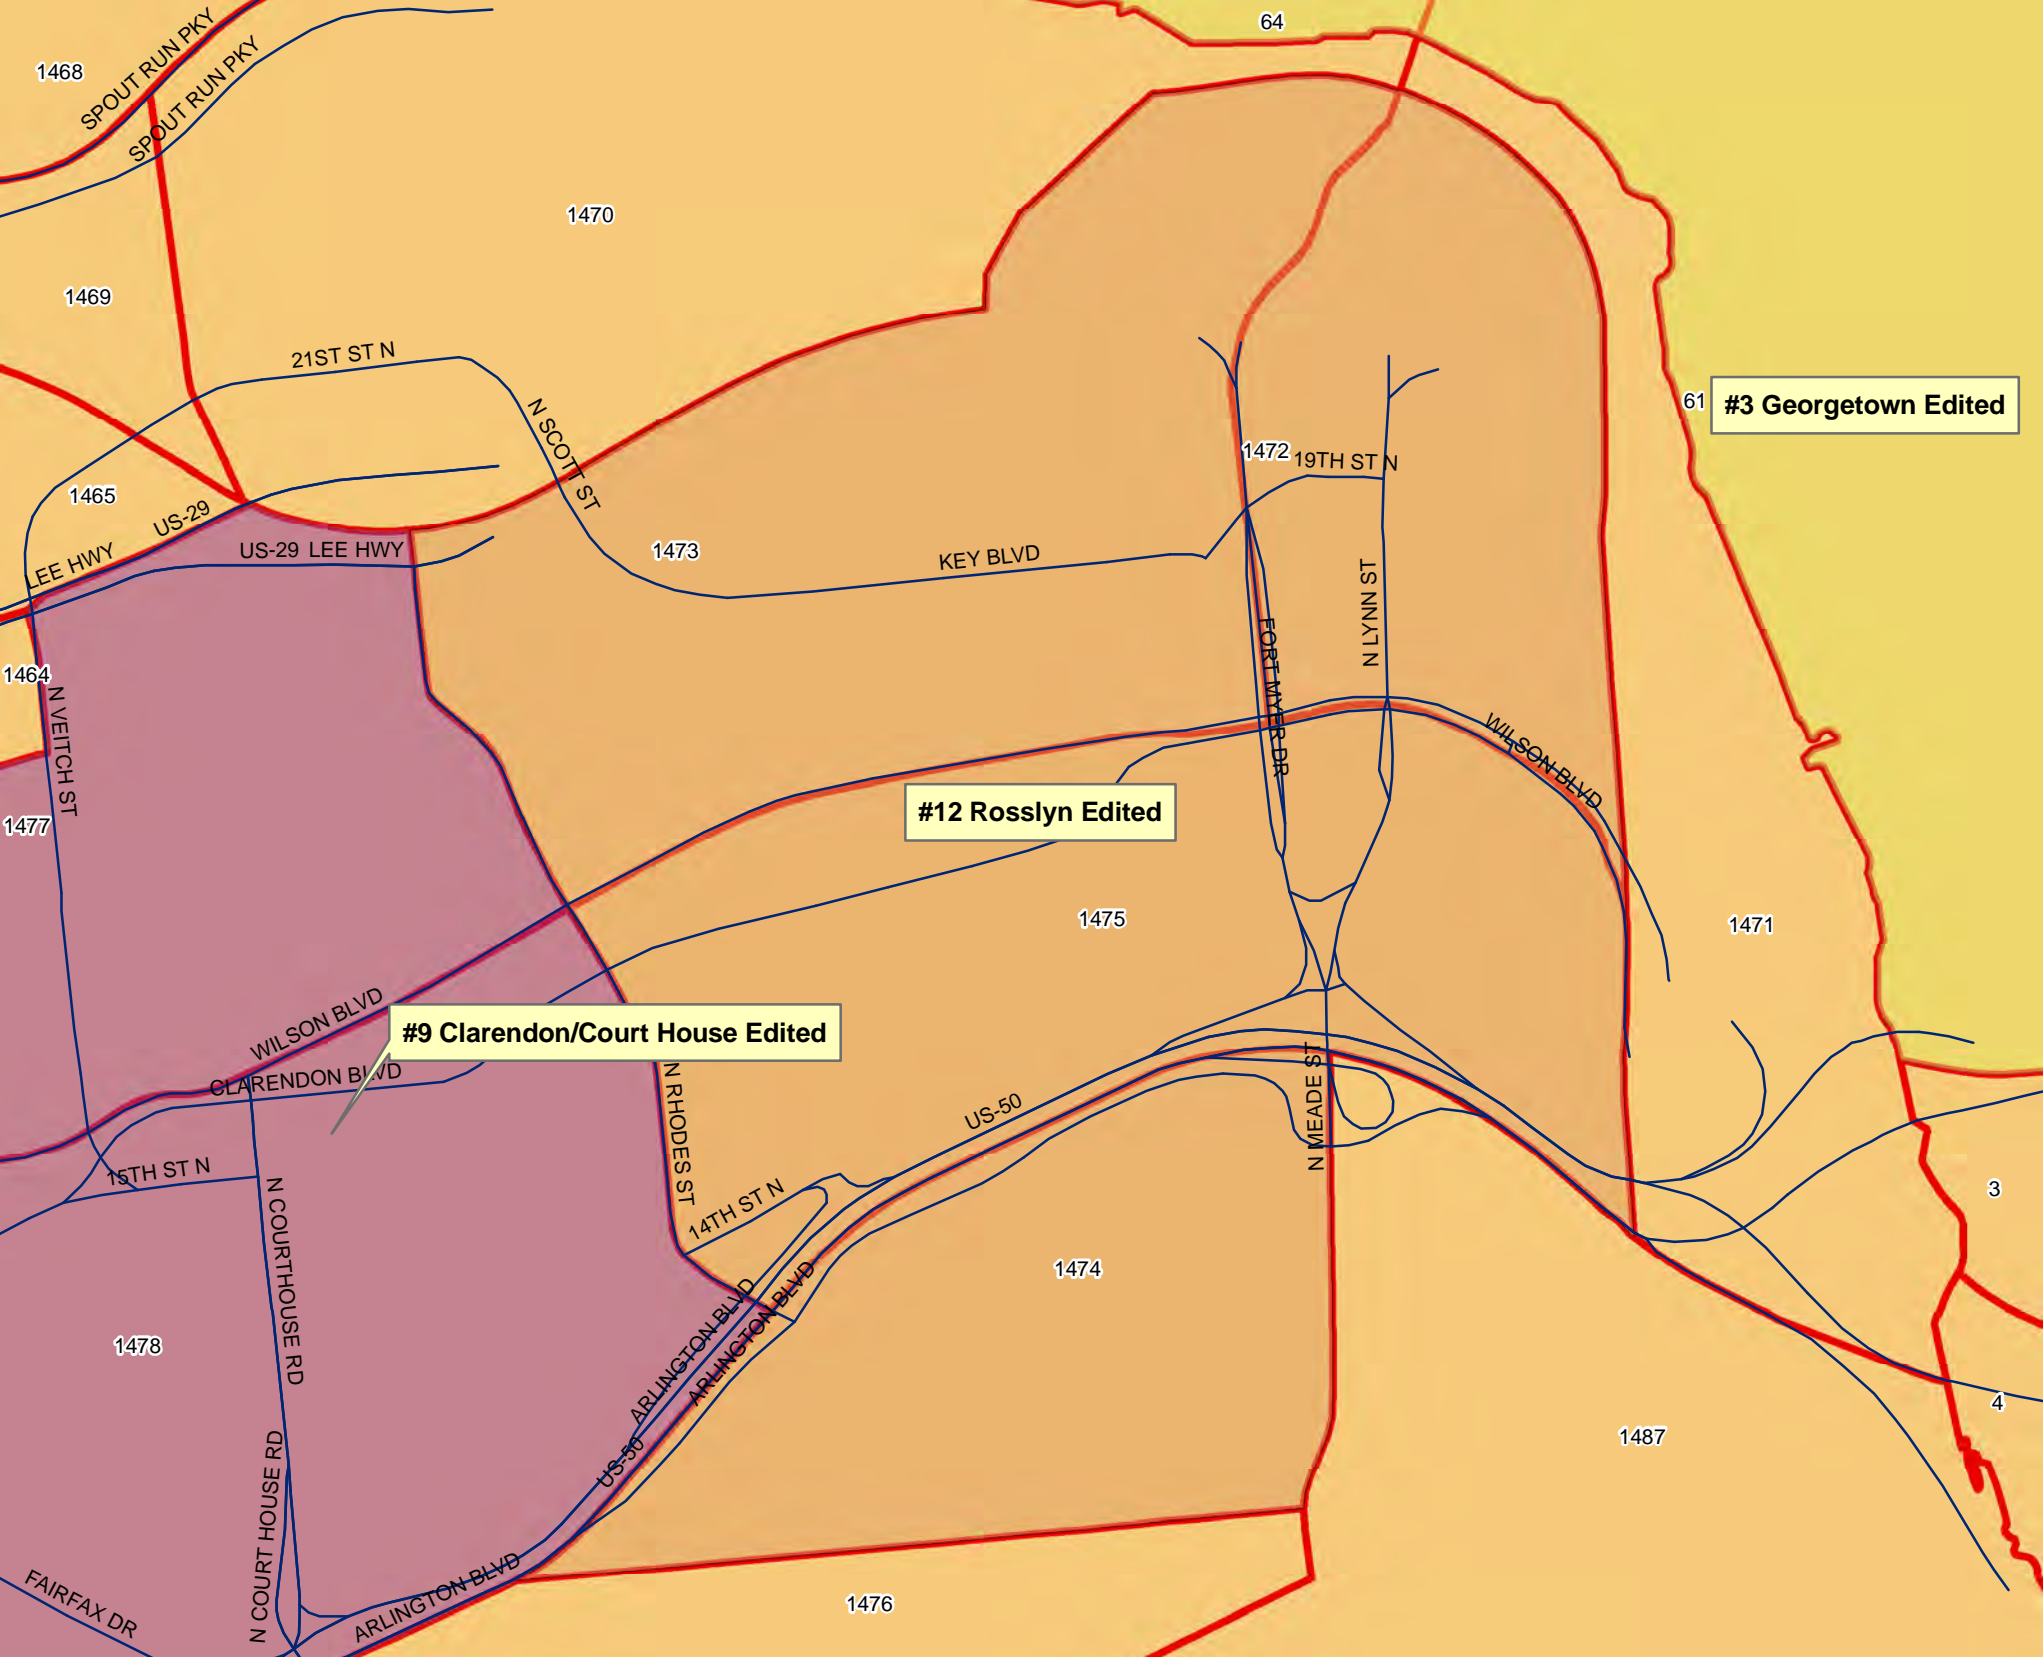 64
SPOUT RUN PKY
SPOUT RUN PKY
1468
1470
1469
21ST ST N
N SCOTT ST
#3 Georgetown Edited
61
1472
19TH ST N
1465
US-29
LEE HWY
US-29 LEE HWY
1473
KEY BLVD
N LYNN ST
FORT MYER DR
1464
N VEITCH ST
WILSON BLVD
#12 Rosslyn Edited
1477
1475
1471
WILSON BLVD
#9 Clarendon/Court House Edited
CLARENDON BLVD
N RHODES ST
US-50
N MEADE ST
15TH ST N
14TH ST N
3
N COURTHOUSE RD
1474
ARLINGTON BLVD
ARLINGTON BLVD
1478
4
1487
US-50
N COURT HOUSE RD
ARLINGTON BLVD
FAIRFAX DR
1476